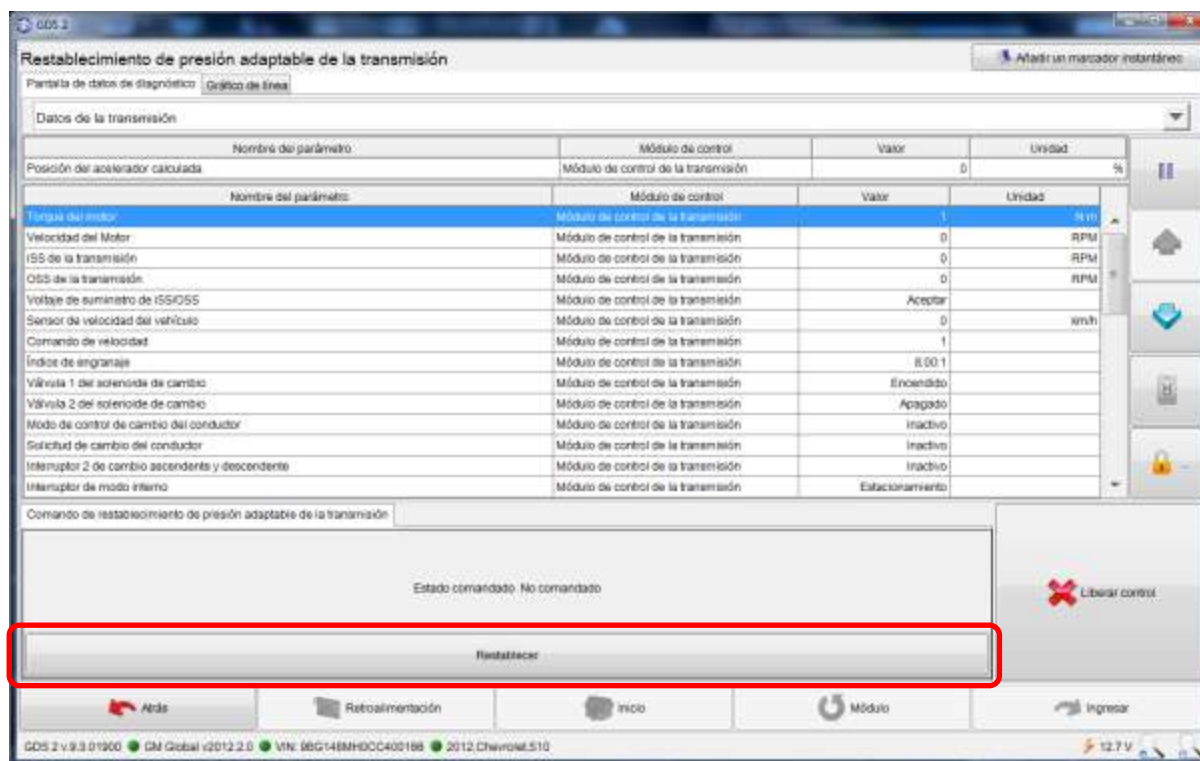 GDS 2
Restablecimiento de presión adaptable de la transmisión
Añadir un marcador instantáneo
Pantalla de datos de diagnóstico Gráfico de línea
Datos de la transmisión
Nombre del parámetro Módulo de control Valor Unidad
Posición del acelerador calculada Módulo de control de la transmisión 0 %
Nombre del parámetro Módulo de control Valor Unidad
Torque del motor Módulo de control de la transmisión 1 N·m
Velocidad del Motor Módulo de control de la transmisión 0 RPM
ISS de la transmisión Módulo de control de la transmisión 0 RPM
OSS de la transmisión Módulo de control de la transmisión 0 RPM
Voltaje de suministro de ISS/OSS Módulo de control de la transmisión Aceptar
Sensor de velocidad del vehículo Módulo de control de la transmisión 0 km/h
Comando de velocidad Módulo de control de la transmisión 1
Índice de engranaje Módulo de control de la transmisión 8.00:1
Válvula 1 del solenoide de cambio Módulo de control de la transmisión Encendido
Válvula 2 del solenoide de cambio Módulo de control de la transmisión Apagado
Modo de control de cambio del conductor Módulo de control de la transmisión Inactivo
Solicitud de cambio del conductor Módulo de control de la transmisión Inactivo
Interruptor 2 de cambio ascendente y descendente Módulo de control de la transmisión Inactivo
Interruptor de modo interno Módulo de control de la transmisión Estacionamiento
Comando de restablecimiento de presión adaptable de la transmisión
Estado comandado No comandado
Liberar control
Restablecer
Atrás Retroalimentación Inicio Módulo Ingresar
GDS 2 v.9.3.01900 GM Global v2012.2.0 VIN: 2012,Chevrolet,S10 12.7 V